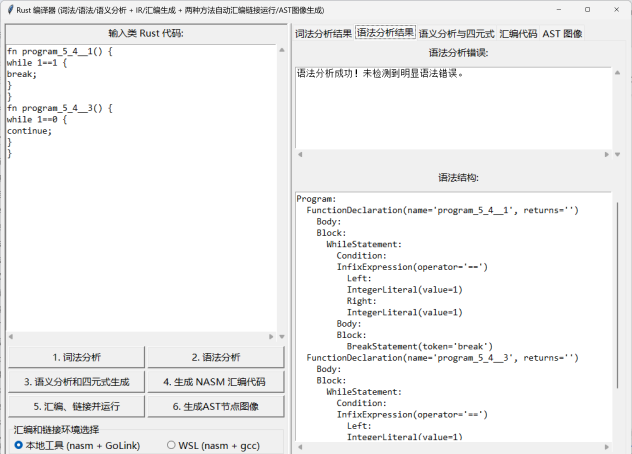 Rust 编译器 (词法/语法/语义分析 + IR/汇编生成 + 两种方法自动汇编链接运行/AST图像生成)
输入类 Rust 代码:
fn program_5_4__1() {
while 1==1 {
break;
}
}
fn program_5_4__3() {
while 1==0 {
continue;
}
}
1. 词法分析
2. 语法分析
3. 语义分析和四元式生成
4. 生成 NASM 汇编代码
5. 汇编、链接并运行
6. 生成AST节点图像
汇编和链接环境选择
本地工具 (nasm + GoLink)
WSL (nasm + gcc)
词法分析结果 语法分析结果 语义分析与四元式 汇编代码 AST 图像
语法分析错误:
语法分析成功! 未检测到明显语法错误。
语法结构:
Program:
  FunctionDeclaration(name='program_5_4__1', returns='')
    Body:
    Block:
      WhileStatement:
        Condition:
        InfixExpression(operator='==')
          Left:
          IntegerLiteral(value=1)
          Right:
          IntegerLiteral(value=1)
        Body:
        Block:
          BreakStatement(token='break')
  FunctionDeclaration(name='program_5_4__3', returns='')
    Body:
    Block:
      WhileStatement:
        Condition:
        InfixExpression(operator='==')
          Left:
          IntegerLiteral(value=1)